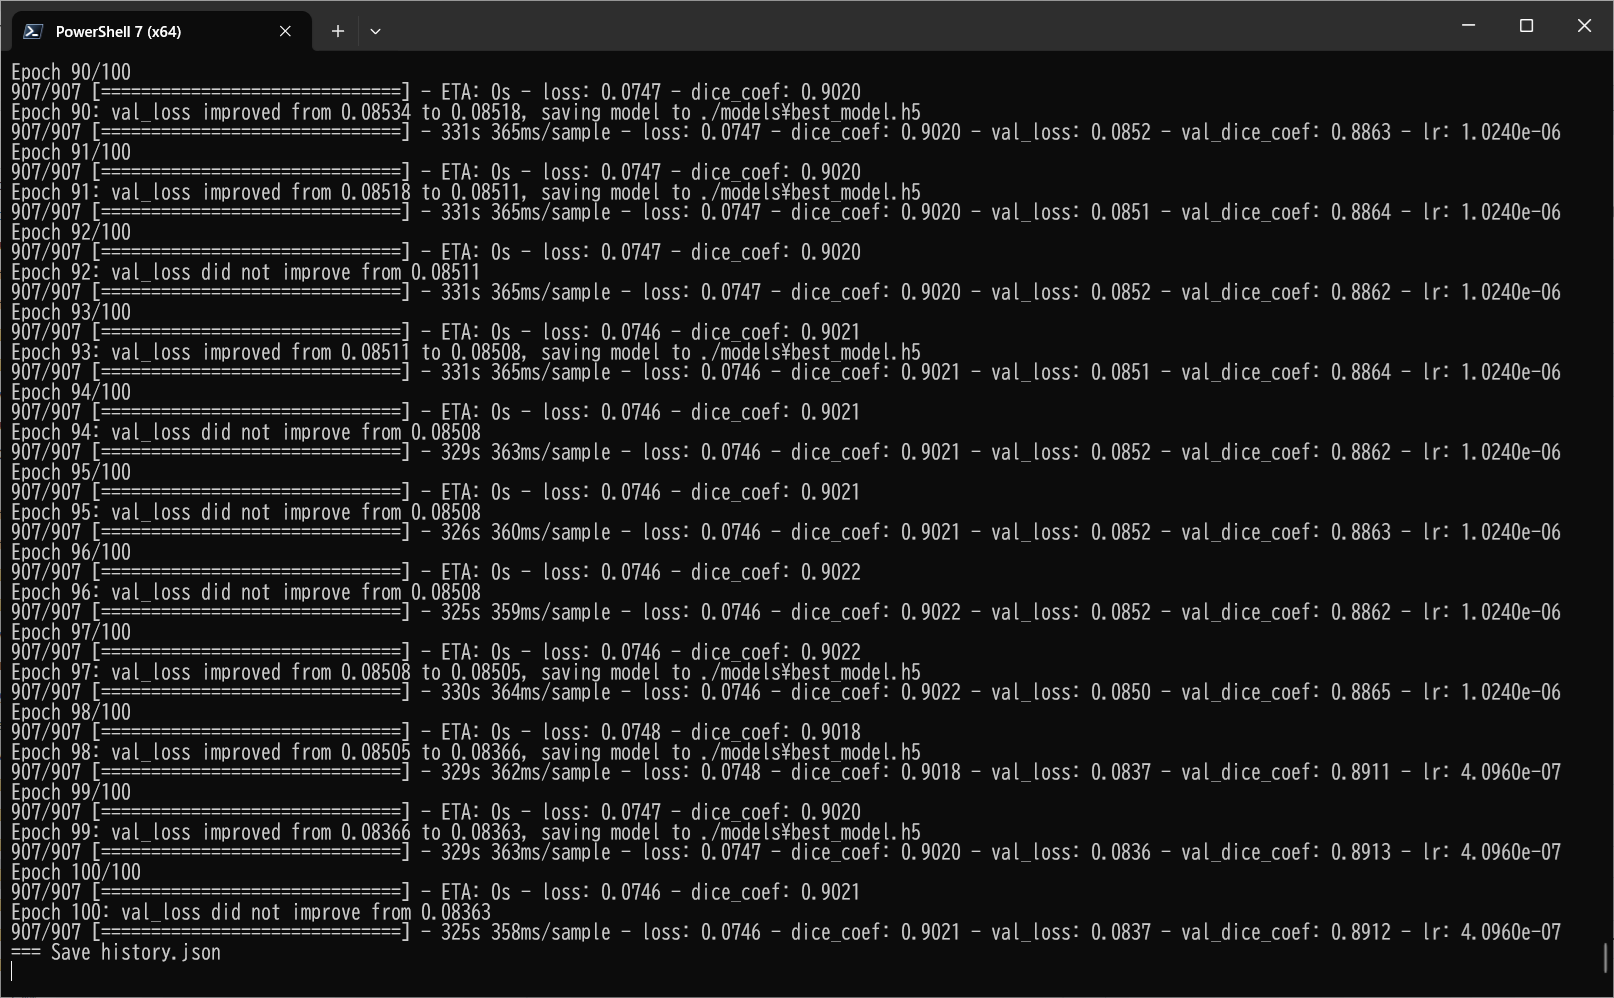 PowerShell 7 (x64)
Epoch 90/100
907/907 [==============================] - ETA: 0s - loss: 0.0747 - dice_coef: 0.9020
Epoch 90: val_loss improved from 0.08534 to 0.08518, saving model to ./models¥best_model.h5
907/907 [==============================] - 331s 365ms/sample - loss: 0.0747 - dice_coef: 0.9020 - val_loss: 0.0852 - val_dice_coef: 0.8863 - lr: 1.0240e-06
Epoch 91/100
907/907 [==============================] - ETA: 0s - loss: 0.0747 - dice_coef: 0.9020
Epoch 91: val_loss improved from 0.08518 to 0.08511, saving model to ./models¥best_model.h5
907/907 [==============================] - 331s 365ms/sample - loss: 0.0747 - dice_coef: 0.9020 - val_loss: 0.0851 - val_dice_coef: 0.8864 - lr: 1.0240e-06
Epoch 92/100
907/907 [==============================] - ETA: 0s - loss: 0.0747 - dice_coef: 0.9020
Epoch 92: val_loss did not improve from 0.08511
907/907 [==============================] - 331s 365ms/sample - loss: 0.0747 - dice_coef: 0.9020 - val_loss: 0.0852 - val_dice_coef: 0.8862 - lr: 1.0240e-06
Epoch 93/100
907/907 [==============================] - ETA: 0s - loss: 0.0746 - dice_coef: 0.9021
Epoch 93: val_loss improved from 0.08511 to 0.08508, saving model to ./models¥best_model.h5
907/907 [==============================] - 331s 365ms/sample - loss: 0.0746 - dice_coef: 0.9021 - val_loss: 0.0851 - val_dice_coef: 0.8864 - lr: 1.0240e-06
Epoch 94/100
907/907 [==============================] - ETA: 0s - loss: 0.0746 - dice_coef: 0.9021
Epoch 94: val_loss did not improve from 0.08508
907/907 [==============================] - 329s 363ms/sample - loss: 0.0746 - dice_coef: 0.9021 - val_loss: 0.0852 - val_dice_coef: 0.8862 - lr: 1.0240e-06
Epoch 95/100
907/907 [==============================] - ETA: 0s - loss: 0.0746 - dice_coef: 0.9021
Epoch 95: val_loss did not improve from 0.08508
907/907 [==============================] - 326s 360ms/sample - loss: 0.0746 - dice_coef: 0.9021 - val_loss: 0.0852 - val_dice_coef: 0.8863 - lr: 1.0240e-06
Epoch 96/100
907/907 [==============================] - ETA: 0s - loss: 0.0746 - dice_coef: 0.9022
Epoch 96: val_loss did not improve from 0.08508
907/907 [==============================] - 325s 359ms/sample - loss: 0.0746 - dice_coef: 0.9022 - val_loss: 0.0852 - val_dice_coef: 0.8862 - lr: 1.0240e-06
Epoch 97/100
907/907 [==============================] - ETA: 0s - loss: 0.0746 - dice_coef: 0.9022
Epoch 97: val_loss improved from 0.08508 to 0.08505, saving model to ./models¥best_model.h5
907/907 [==============================] - 330s 364ms/sample - loss: 0.0746 - dice_coef: 0.9022 - val_loss: 0.0850 - val_dice_coef: 0.8865 - lr: 1.0240e-06
Epoch 98/100
907/907 [==============================] - ETA: 0s - loss: 0.0748 - dice_coef: 0.9018
Epoch 98: val_loss improved from 0.08505 to 0.08366, saving model to ./models¥best_model.h5
907/907 [==============================] - 329s 362ms/sample - loss: 0.0748 - dice_coef: 0.9018 - val_loss: 0.0837 - val_dice_coef: 0.8911 - lr: 4.0960e-07
Epoch 99/100
907/907 [==============================] - ETA: 0s - loss: 0.0747 - dice_coef: 0.9020
Epoch 99: val_loss improved from 0.08366 to 0.08363, saving model to ./models¥best_model.h5
907/907 [==============================] - 329s 363ms/sample - loss: 0.0747 - dice_coef: 0.9020 - val_loss: 0.0836 - val_dice_coef: 0.8913 - lr: 4.0960e-07
Epoch 100/100
907/907 [==============================] - ETA: 0s - loss: 0.0746 - dice_coef: 0.9021
Epoch 100: val_loss did not improve from 0.08363
907/907 [==============================] - 325s 358ms/sample - loss: 0.0746 - dice_coef: 0.9021 - val_loss: 0.0837 - val_dice_coef: 0.8912 - lr: 4.0960e-07
=== Save history.json